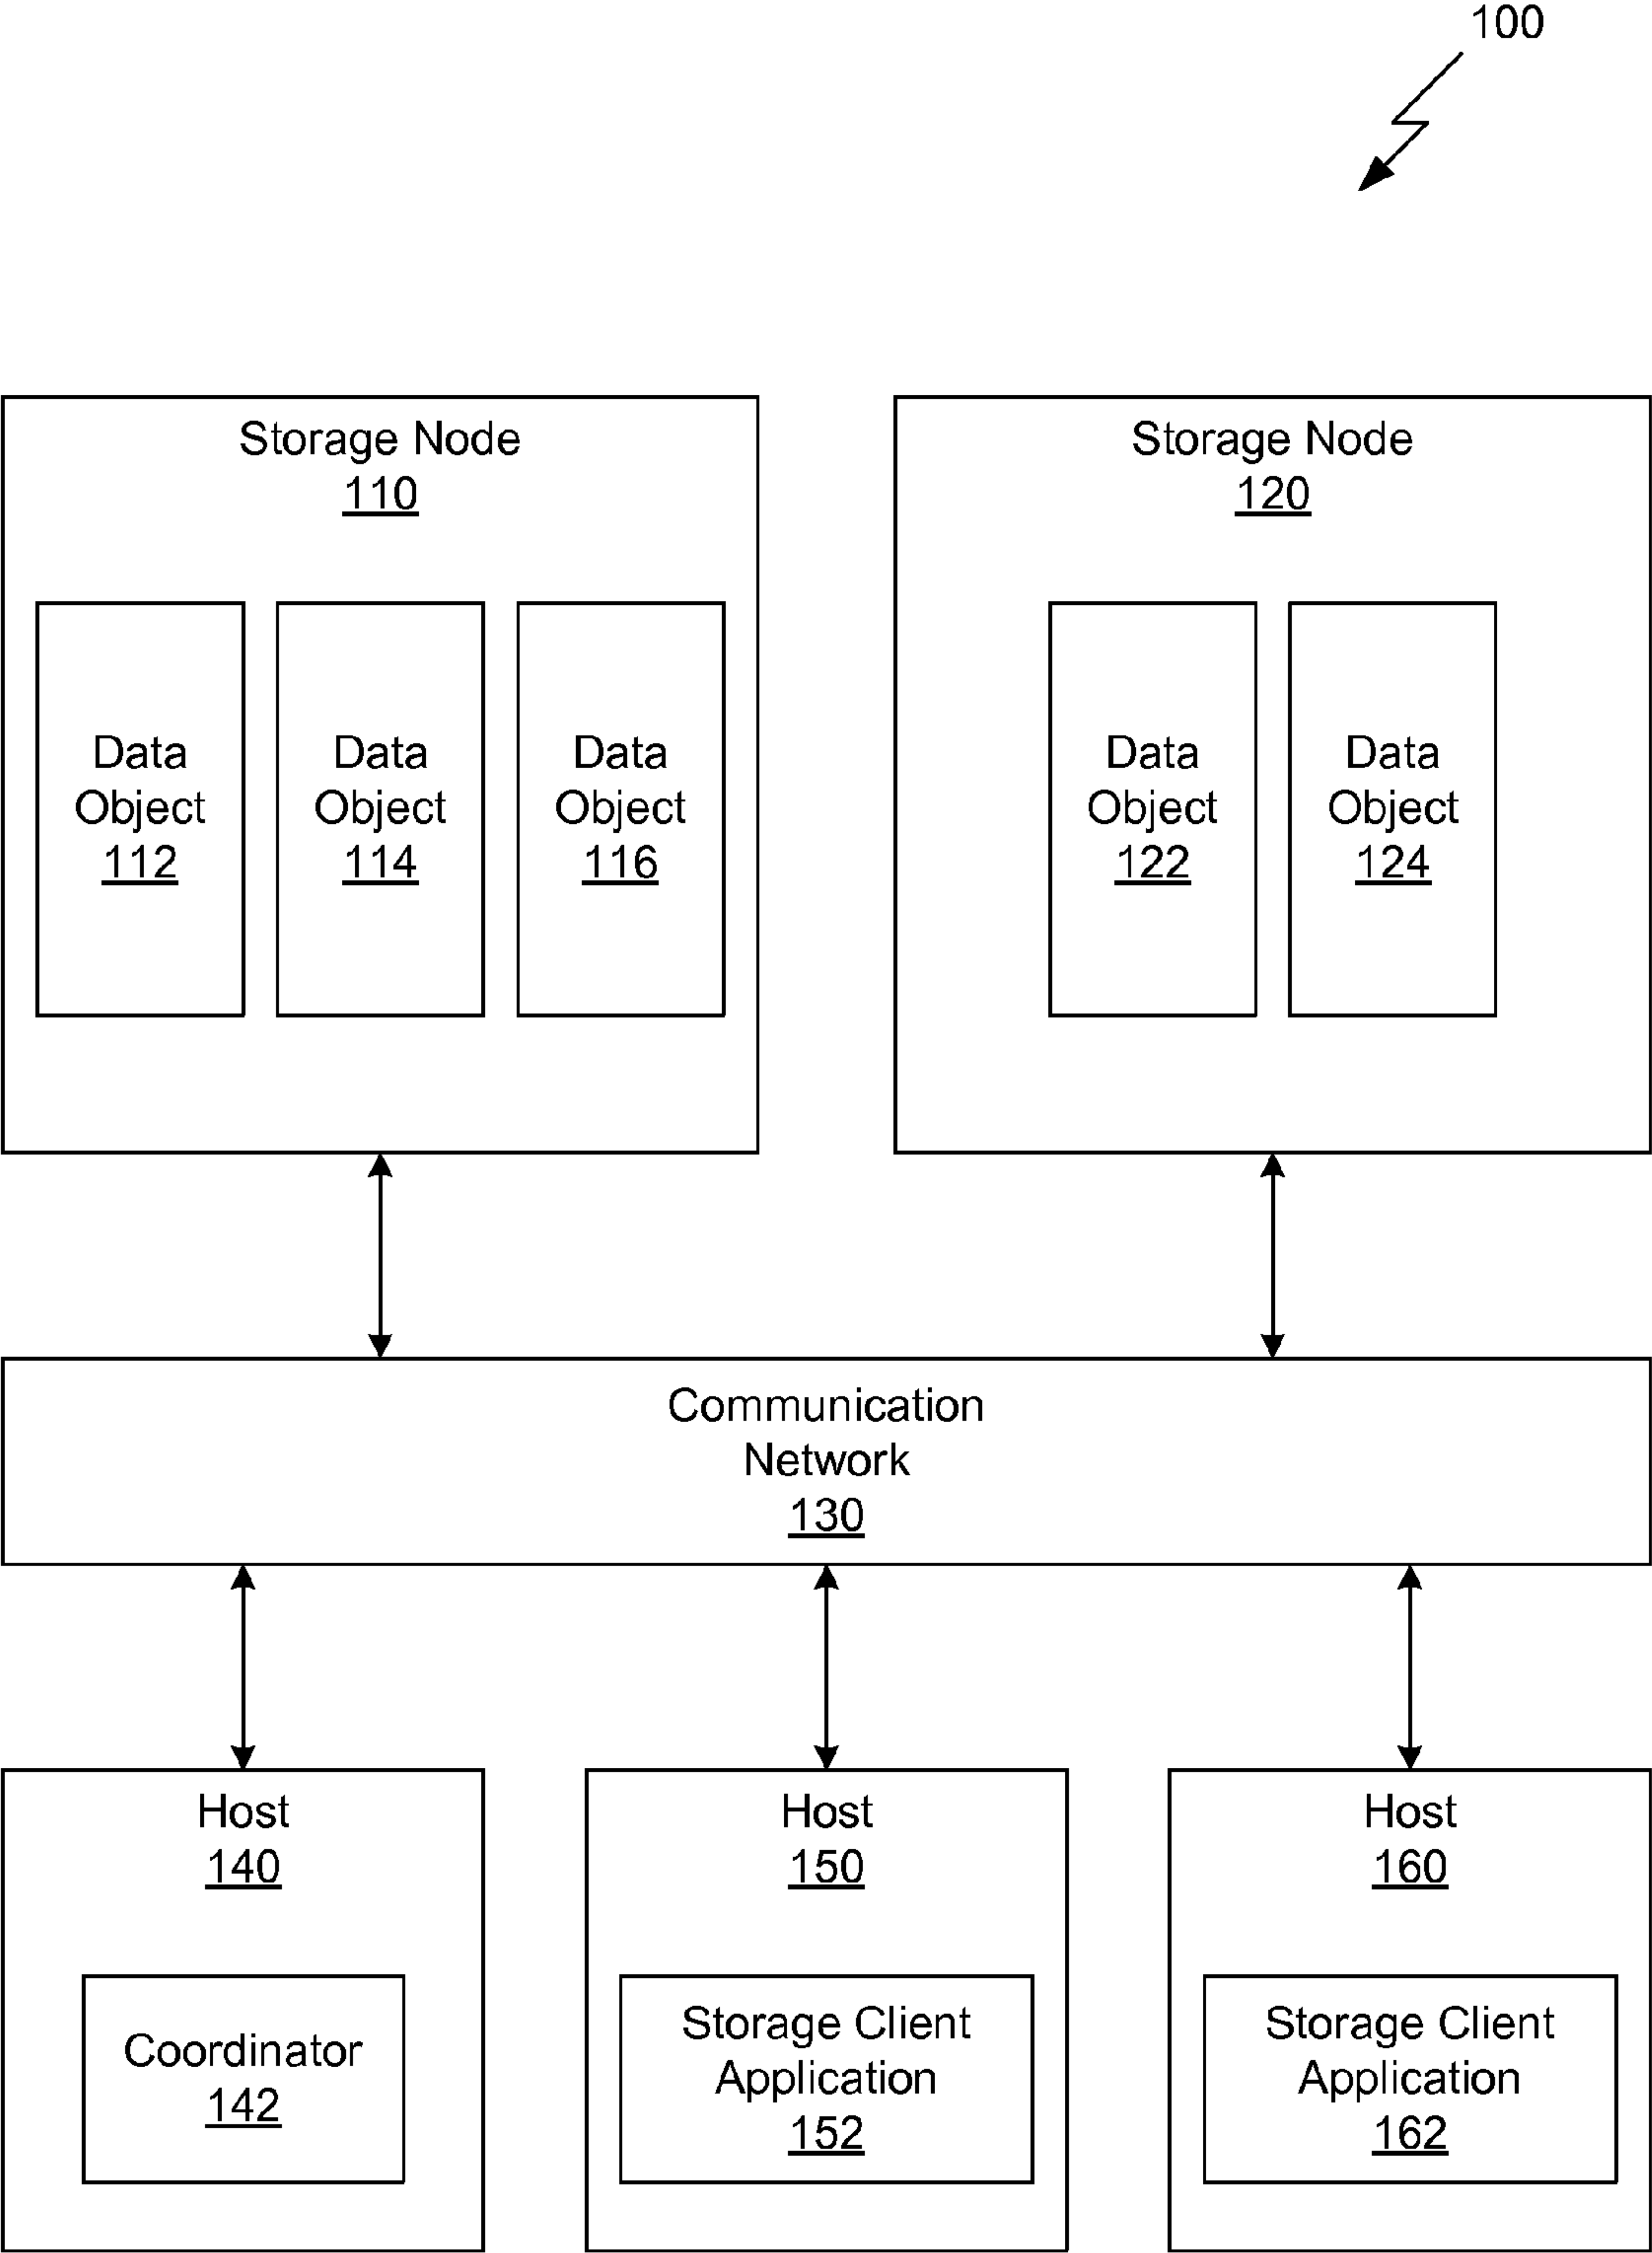 100
Storage Node
110
Storage Node
120
Data
Object
112
Data
Object
114
Data
Object
116
Data
Object
122
Data
Object
124
Communication
Network
130
Host
140
Host
150
Host
160
Coordinator
142
Storage Client
Application
152
Storage Client
Application
162